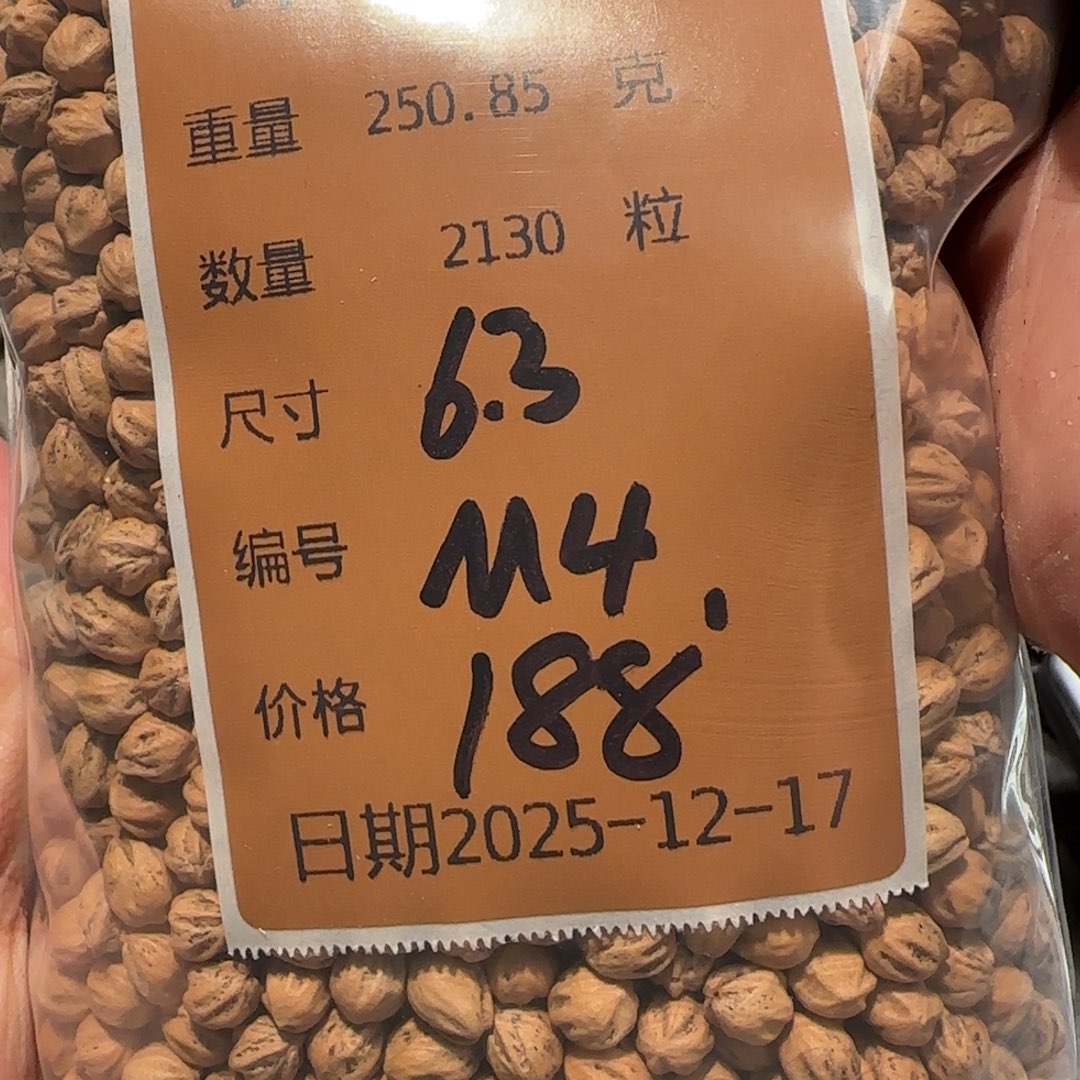 重量 250.85 克
数量 2130 粒
尺寸 6.3
编号 M4.
价格 188
日期2025-12-17